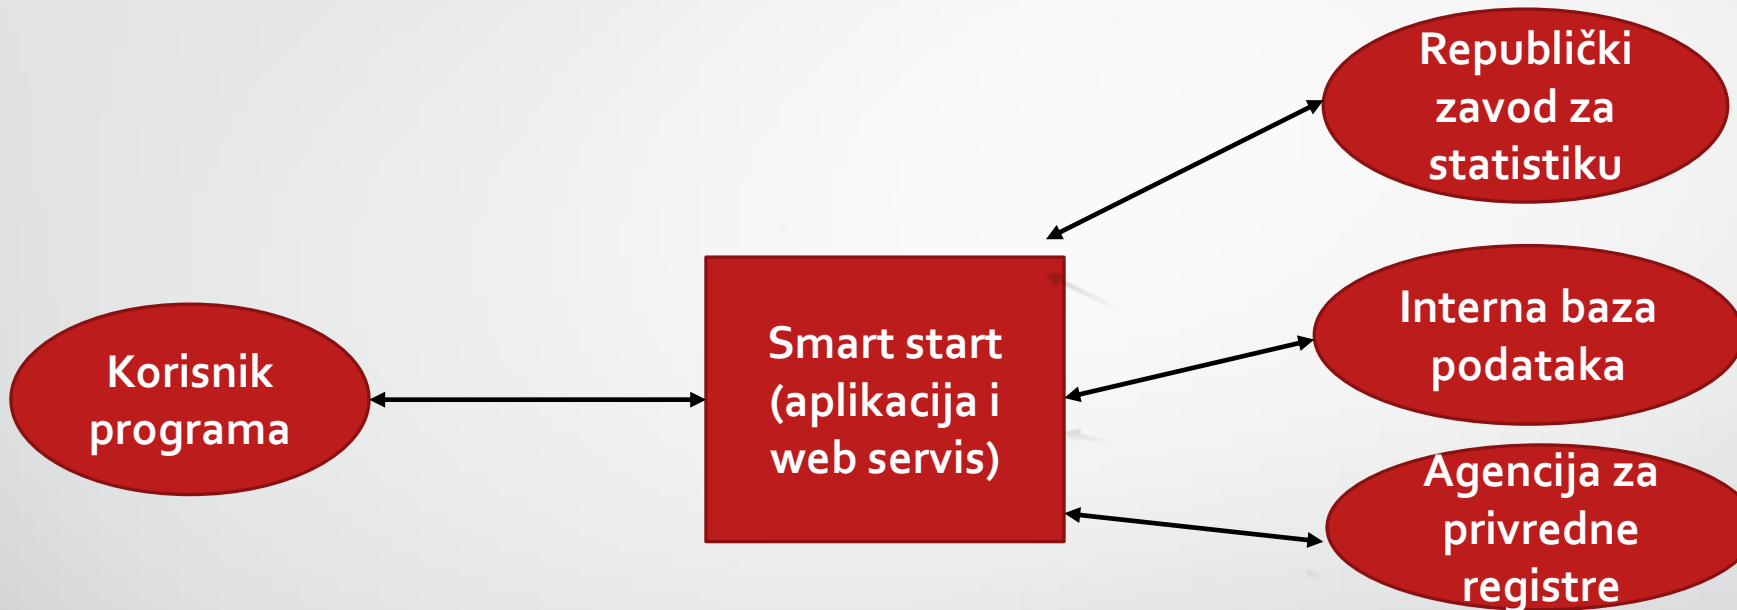 Korisnik
programa
Smart start
(aplikacija i
web servis)
Republički
zavod za
statistiku
Interna baza
podataka
Agencija za
privredne
registre